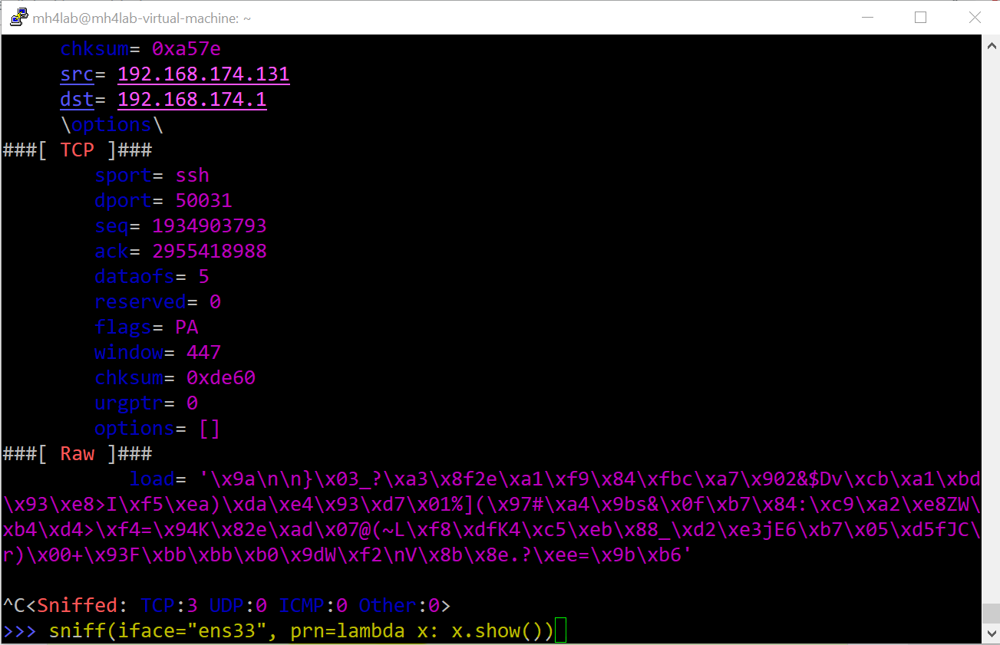 mh4lab@mh4lab-virtual-machine: ~
chksum= 0xa57e
src= 192.168.174.131
dst= 192.168.174.1
\options\
###[ TCP ]###
sport= ssh
dport= 50031
seq= 1934903793
ack= 2955418988
dataofs= 5
reserved= 0
flags= PA
window= 447
chksum= 0xde60
urgptr= 0
options= []
###[ Raw ]###
load= '\x9a\n\n}\x03_?\xa3\x8f2e\xa1\xf9\x84\xfbc\xa7\x902&$Dv\xcb\xa1\xbd
\x93\xe8>I\xf5\xea)\xda\xe4\x93\xd7\x01%](\x97#\xa4\x9bs&\x0f\xb7\x84:\xc9\xa2\xe8ZW\
xb4\xd4>\xf4=\x94K\x82e\xad\x07@(~L\xf8\xdfK4\xc5\xeb\x88_\xd2\xe3jE6\xb7\x05\xd5fJC\
r)\x00+\x93F\xbb\xbb\xb0\x9dW\xf2\nV\x8b\x8e.?\xee=\x9b\xb6'
^C<Sniffed: TCP:3 UDP:0 ICMP:0 Other:0>
>>> sniff(iface="ens33", prn=lambda x: x.show())